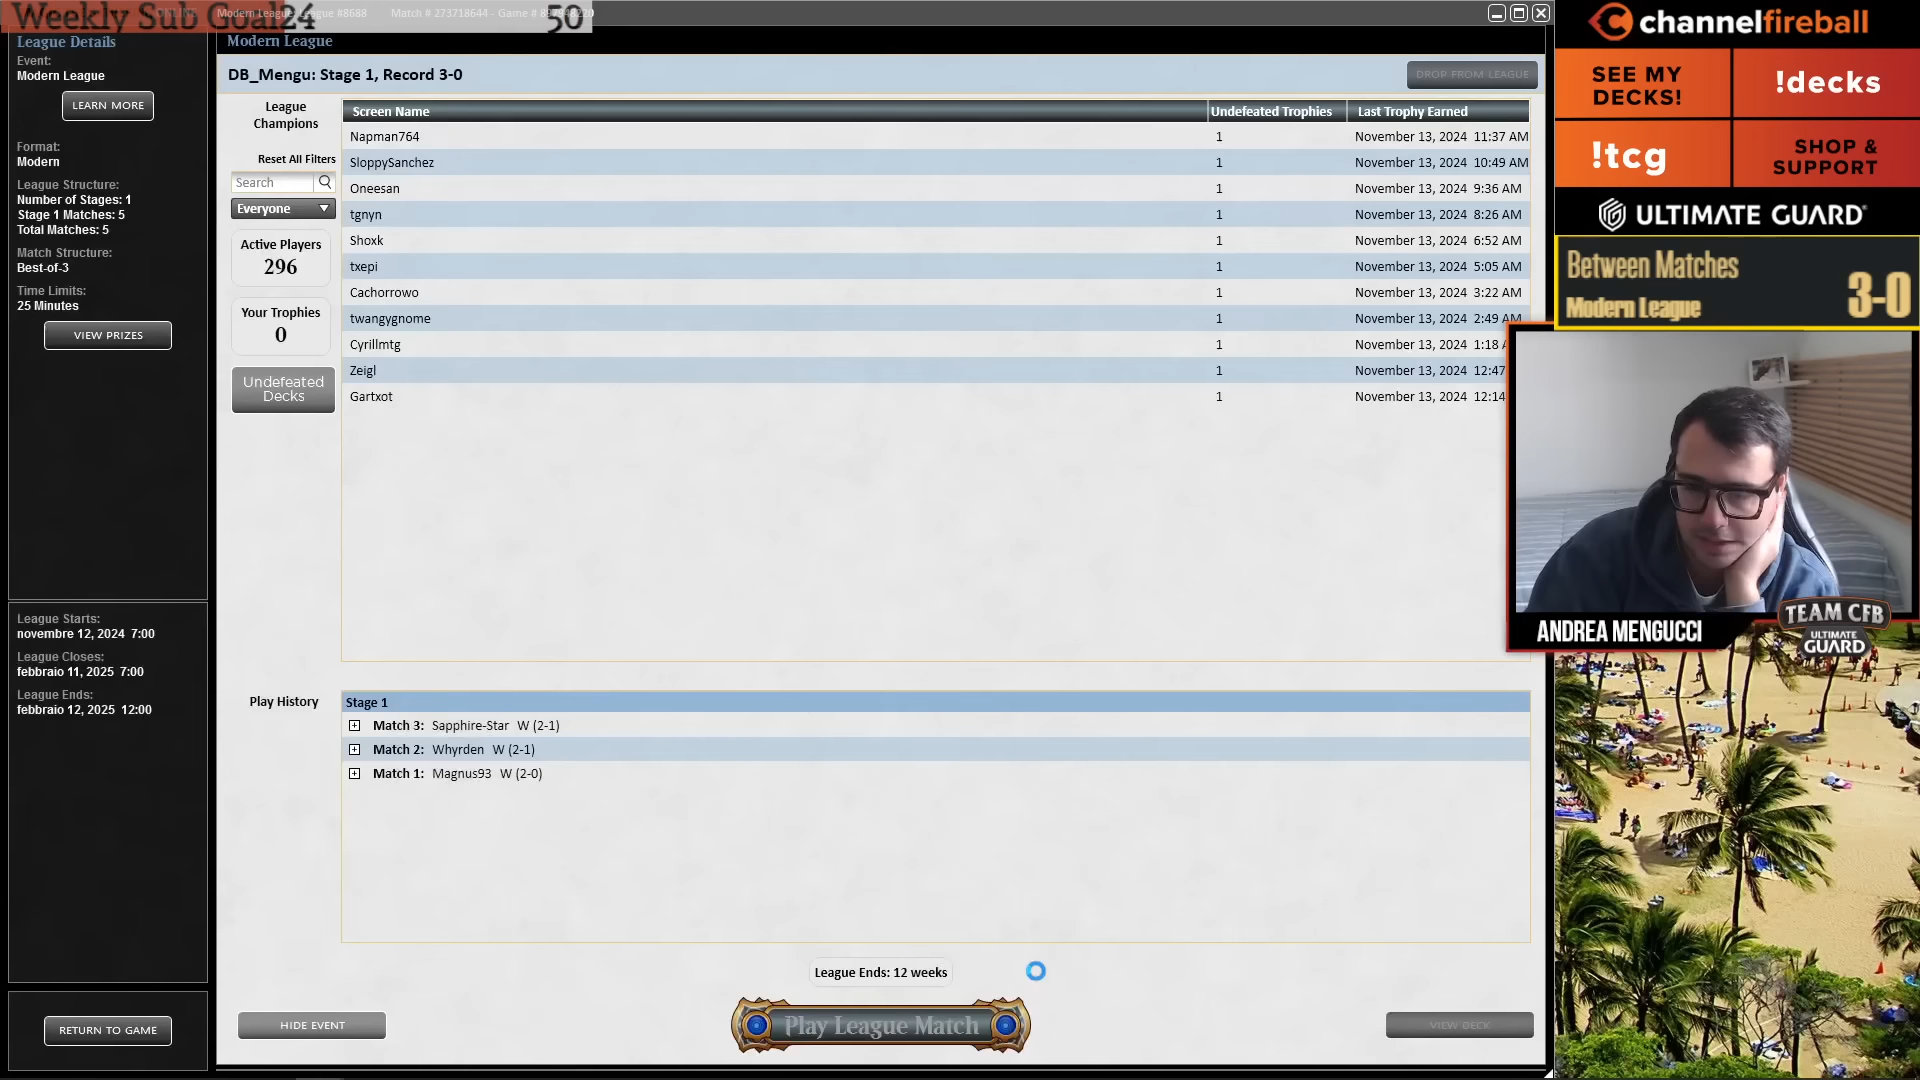 Weekly Sub Goal 24 50
ONLINE Modern League: League #8688 Match # 273718644 - Game #
League Details
Event:
Modern League
LEARN MORE
Format:
Modern
League Structure:
Number of Stages: 1
Stage 1 Matches: 5
Total Matches: 5
Match Structure:
Best-of-3
Time Limits:
25 Minutes
VIEW PRIZES
League Starts:
novembre 12, 2024 7:00
League Closes:
febbraio 11, 2025 7:00
League Ends:
febbraio 12, 2025 12:00
RETURN TO GAME
Modern League
DB_Mengu: Stage 1, Record 3-0
DROP FROM LEAGUE
League
Champions
Reset All Filters
Search
Everyone
Active Players
296
Your Trophies
0
Undefeated
Decks
Screen Name Undefeated Trophies Last Trophy Earned
Napman764 1 November 13, 2024 11:37 AM
SloppySanchez 1 November 13, 2024 10:49 AM
Oneesan 1 November 13, 2024 9:36 AM
tgnyn 1 November 13, 2024 8:26 AM
Shoxk 1 November 13, 2024 6:52 AM
txepi 1 November 13, 2024 5:05 AM
Cachorrowo 1 November 13, 2024 3:22 AM
twangygnome 1 November 13, 2024 2:49 AM
Cyrillmtg 1 November 13, 2024 1:18
Zeigl 1 November 13, 2024 12:47
Gartxot 1 November 13, 2024 12:14
Play History
Stage 1
Match 3: Sapphire-Star W (2-1)
Match 2: Whyrden W (2-1)
Match 1: Magnus93 W (2-0)
League Ends: 12 weeks
HIDE EVENT
Play League Match
VIEW DECK
channelfireball
SEE MY
DECKS!
!decks
!tcg
SHOP &
SUPPORT
ULTIMATE GUARD
Between Matches
Modern League
3-0
ANDREA MENGUCCI
TEAM CFB
ULTIMATE
GUARD